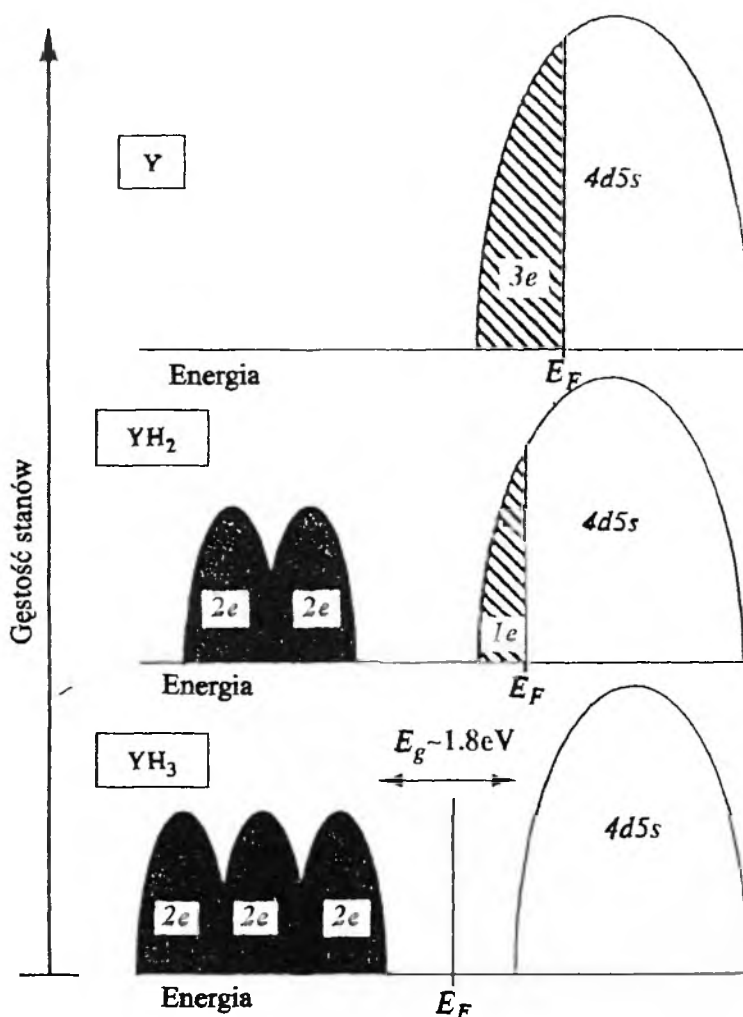 Gęstość stanów
Y
4d5s
3e
Energia
E_F
YH₂
4d5s
2e 2e
1e
Energia
E_F
YH₃
E_g~1.8eV
4d5s
2e 2e 2e
Energia
E_F